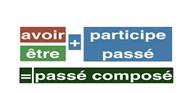 avoir
être
+
participe
passé
= passé composé